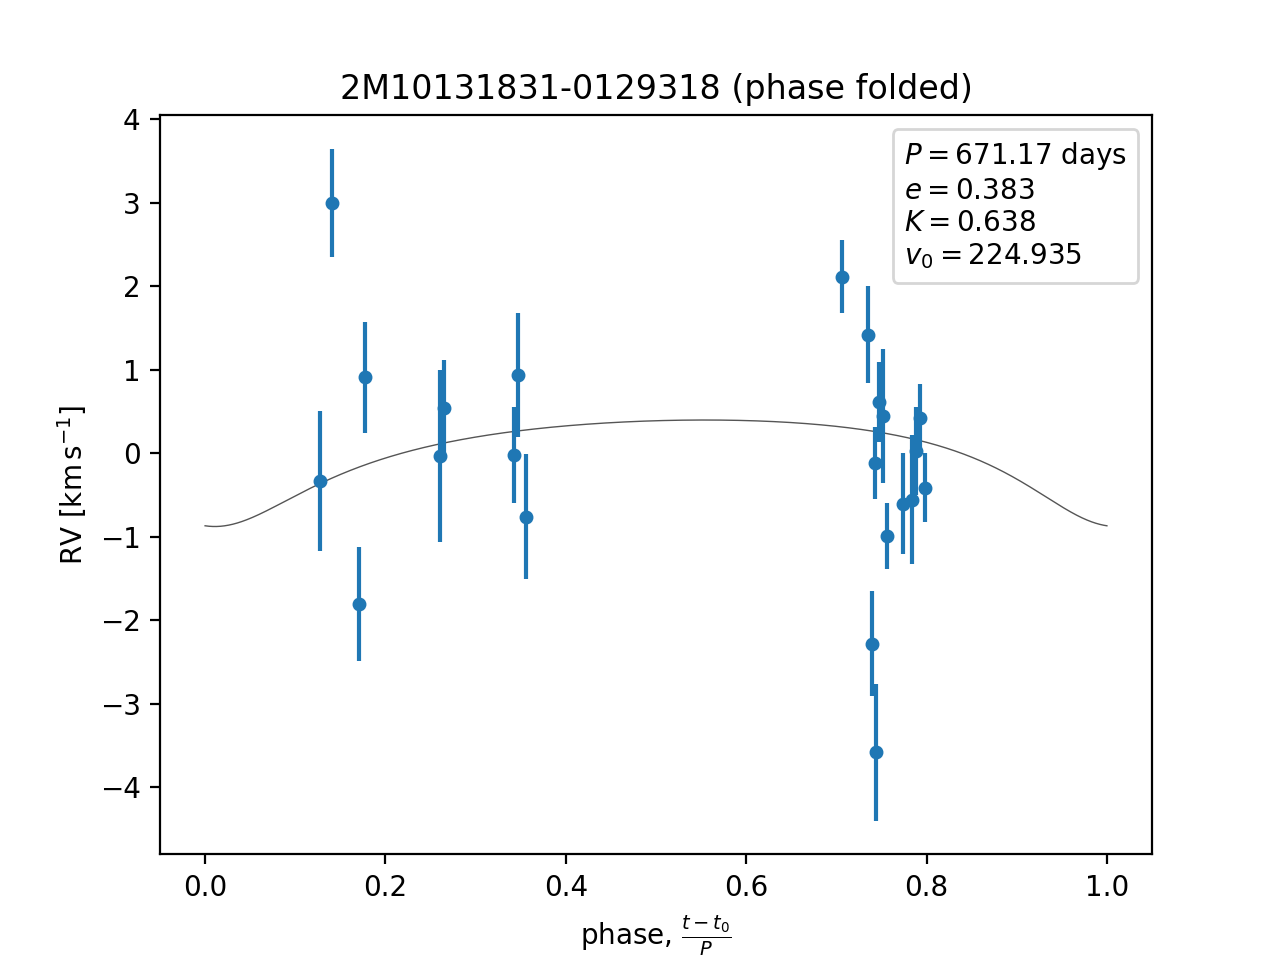 2M10131831-0129318 (phase folded)
P = 671.17 days
e = 0.383
K = 0.638
v₀ = 224.935
4
3
2
1
0
−1
−2
−3
−4
RV [km s⁻¹]
0.0 0.2 0.4 0.6 0.8 1.0
phase, (t − t₀)/P